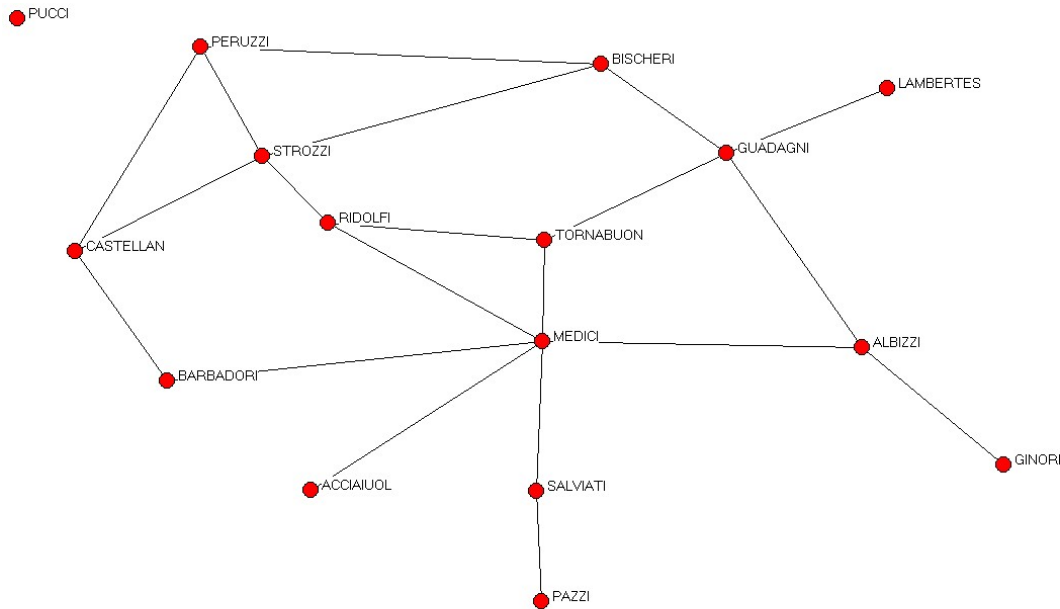 PUCCI
PERUZZI
BISCHERI
LAMBERTES
GUADAGNI
STROZZI
RIDOLFI
TORNABUON
CASTELLAN
MEDICI
ALBIZZI
BARBADORI
GINORI
ACCIAIUOL
SALVIATI
PAZZI